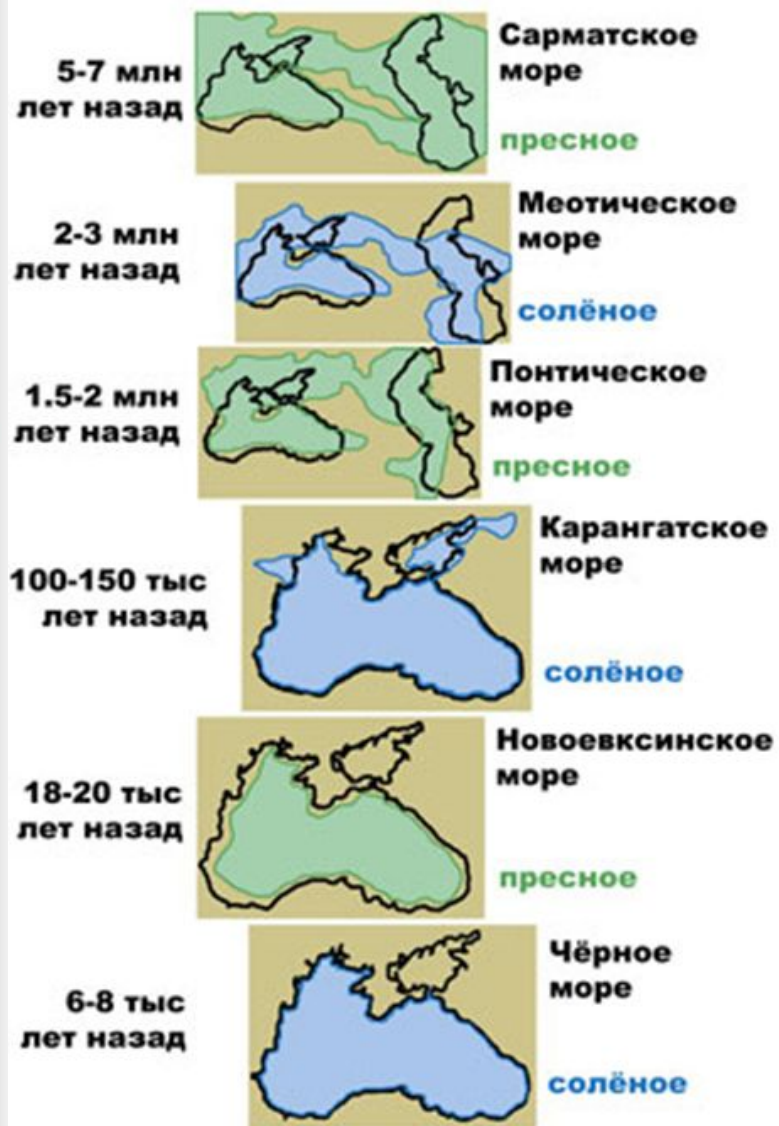 5-7 млн
лет назад
Сарматское
море
пресное
2-3 млн
лет назад
Меотическое
море
солёное
1.5-2 млн
лет назад
Понтическое
море
пресное
100-150 тыс
лет назад
Карангатское
море
солёное
18-20 тыс
лет назад
Новоевксинское
море
пресное
6-8 тыс
лет назад
Чёрное
море
солёное